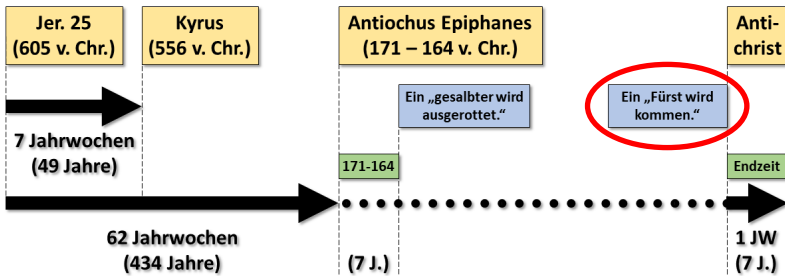 Jer. 25
(605 v. Chr.)
Kyrus
(556 v. Chr.)
Antiochus Epiphanes
(171 – 164 v. Chr.)
Anti-
christ
Ein „gesalbter wird
ausgerottet.“
Ein „Fürst wird
kommen.“
7 Jahrwochen
(49 Jahre)
171-164
Endzeit
62 Jahrwochen
(434 Jahre)
(7 J.)
1 JW
(7 J.)